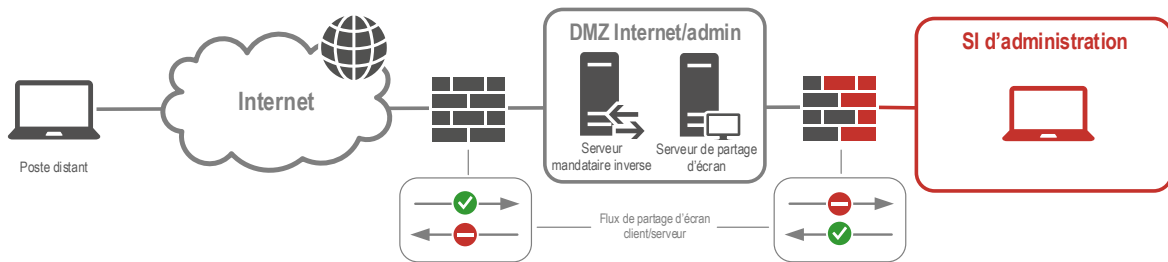 DMZ Internet/admin
SI d’administration
Internet
Poste distant
Serveur
mandataire inverse
Serveur de partage
d’écran
Flux de partage d’écran
client/serveur